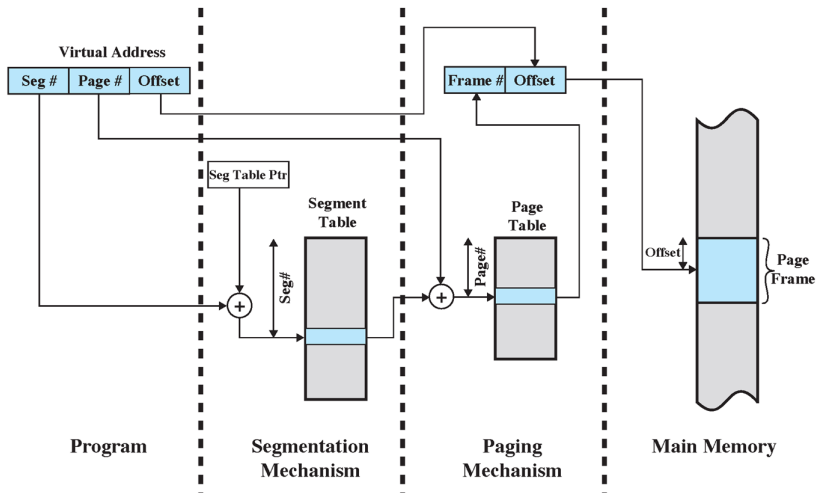 Virtual Address
Seg # Page # Offset
Frame # Offset
Seg Table Ptr
Segment
Table
Page
Table
Seg#
Page#
+
+
Offset
Page
Frame
Program
Segmentation
Mechanism
Paging
Mechanism
Main Memory